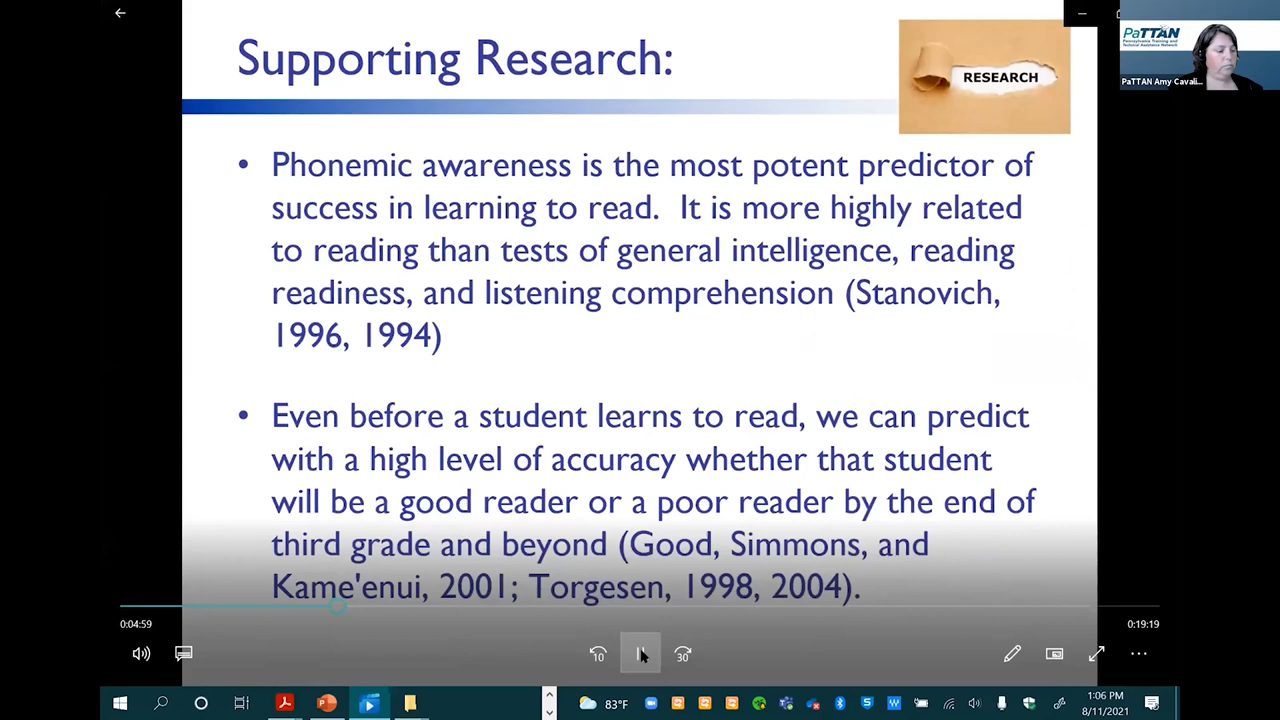 Supporting Research:
RESEARCH
PaTTAN
Pennsylvania Training and
Technical Assistance Network
PaTTAN Amy Cavali...
• Phonemic awareness is the most potent predictor of
success in learning to read. It is more highly related
to reading than tests of general intelligence, reading
readiness, and listening comprehension (Stanovich,
1996, 1994)
• Even before a student learns to read, we can predict
with a high level of accuracy whether that student
will be a good reader or a poor reader by the end of
third grade and beyond (Good, Simmons, and
Kame'enui, 2001; Torgesen, 1998, 2004).
0:04:59
0:19:19
10
30
83°F
1:06 PM
8/11/2021